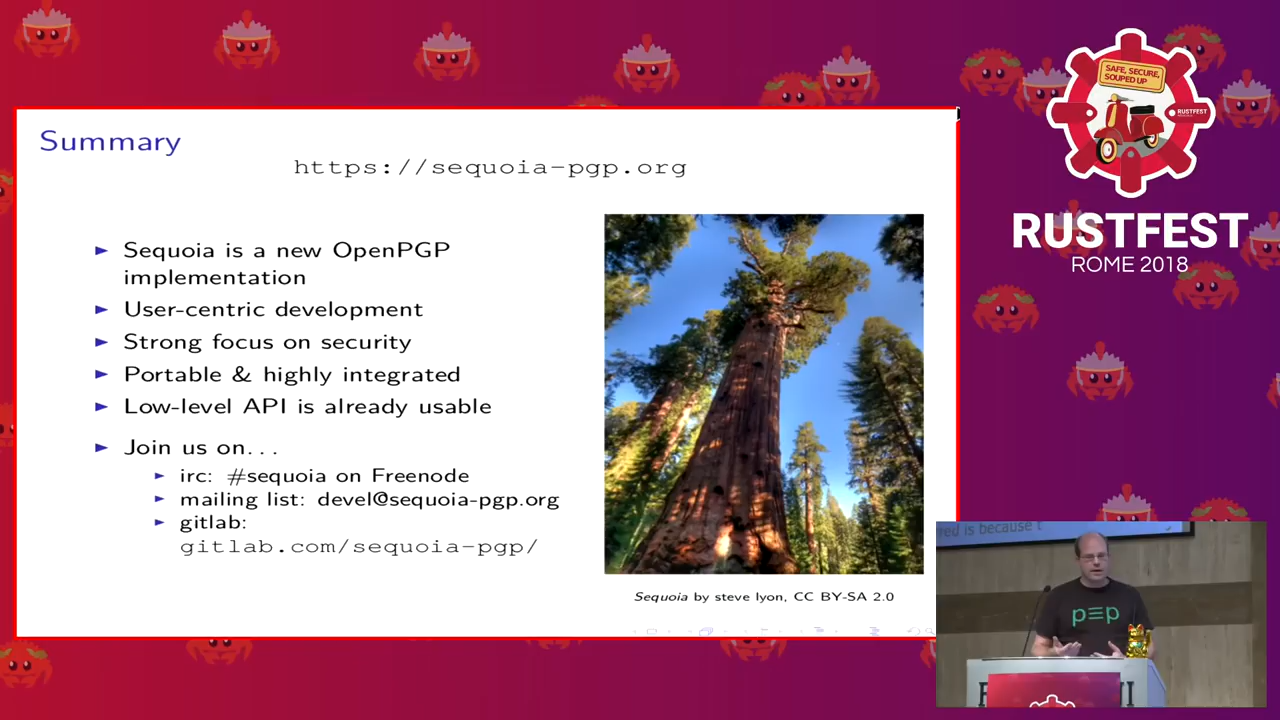 Summary
https://sequoia-pgp.org
► Sequoia is a new OpenPGP
implementation
► User-centric development
► Strong focus on security
► Portable & highly integrated
► Low-level API is already usable
► Join us on...
► irc: #sequoia on Freenode
► mailing list: devel@sequoia-pgp.org
► gitlab:
gitlab.com/sequoia-pgp/
Sequoia by steve lyon, CC BY-SA 2.0
SAFE, SECURE,
SOUPED UP
RUSTFEST
RUSTFEST
ROME 2018
is because
p≡p